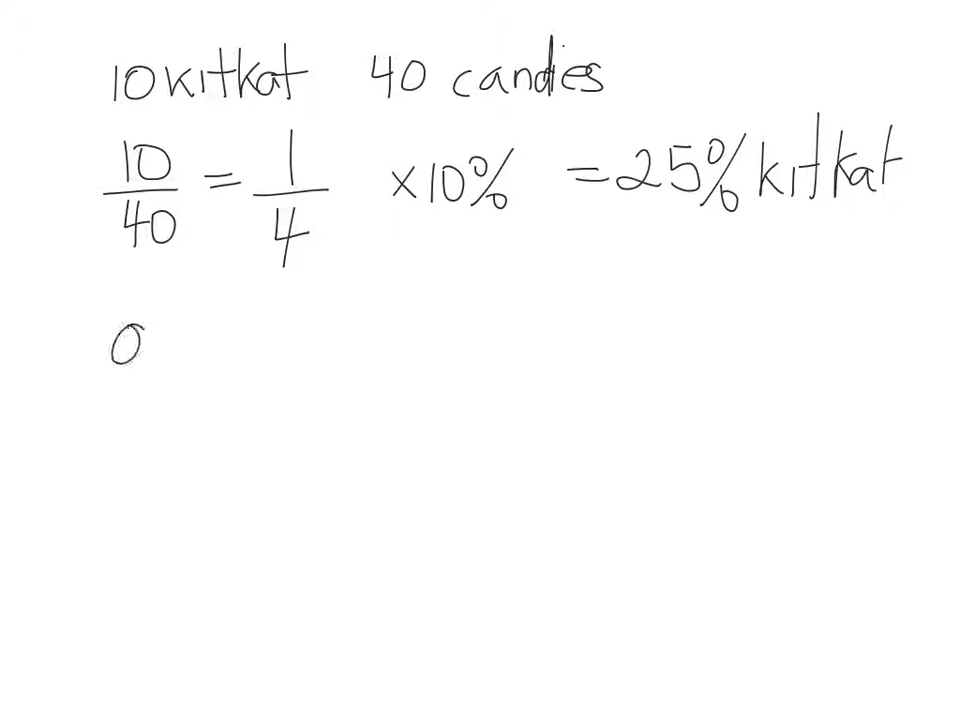 10 kitkat 40 candies
10/40 = 1/4 ×10% =25% kitkat
0